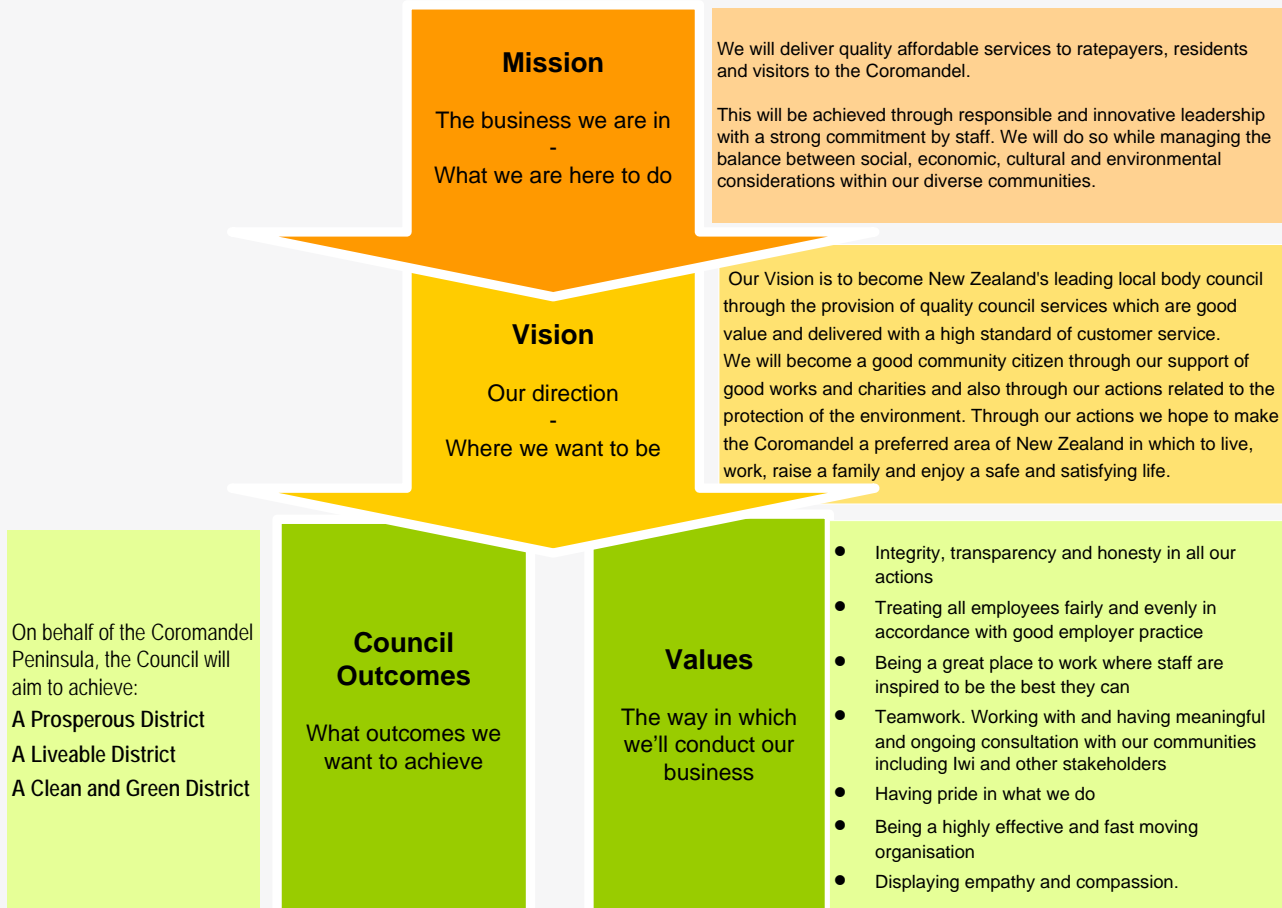 Mission
The business we are in
-
What we are here to do
We will deliver quality affordable services to ratepayers, residents
and visitors to the Coromandel.
This will be achieved through responsible and innovative leadership
with a strong commitment by staff. We will do so while managing the
balance between social, economic, cultural and environmental
considerations within our diverse communities.
Vision
Our direction
-
Where we want to be
Our Vision is to become New Zealand's leading local body council
through the provision of quality council services which are good
value and delivered with a high standard of customer service.
We will become a good community citizen through our support of
good works and charities and also through our actions related to the
protection of the environment. Through our actions we hope to make
the Coromandel a preferred area of New Zealand in which to live,
work, raise a family and enjoy a safe and satisfying life.
On behalf of the Coromandel
Peninsula, the Council will
aim to achieve:
A Prosperous District
A Liveable District
A Clean and Green District
Council
Outcomes
What outcomes we
want to achieve
Values
The way in which
we'll conduct our
business
• Integrity, transparency and honesty in all our
actions
• Treating all employees fairly and evenly in
accordance with good employer practice
• Being a great place to work where staff are
inspired to be the best they can
• Teamwork. Working with and having meaningful
and ongoing consultation with our communities
including Iwi and other stakeholders
• Having pride in what we do
• Being a highly effective and fast moving
organisation
• Displaying empathy and compassion.